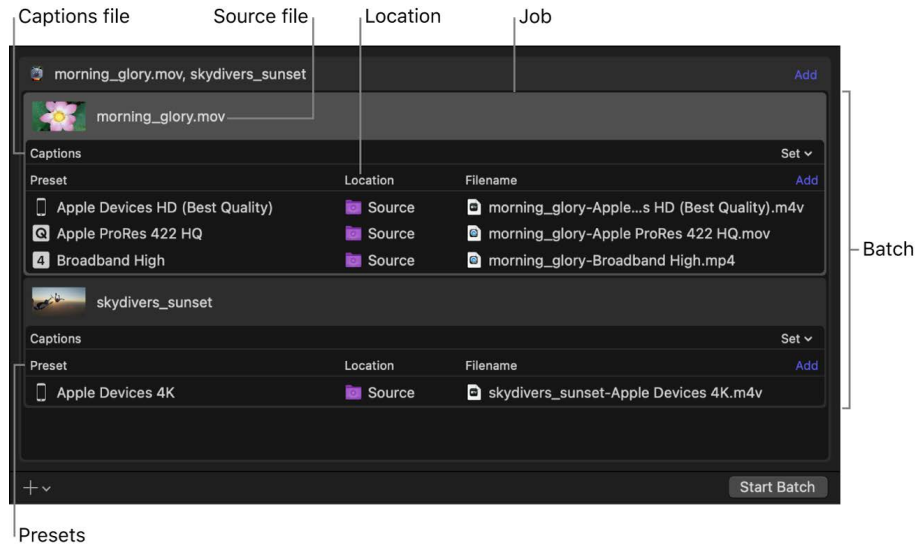 Captions file Source file Location Job
morning_glory.mov, skydivers_sunset Add
morning_glory.mov
Captions Set
Preset Location Filename Add
Apple Devices HD (Best Quality) Source morning_glory-Apple...s HD (Best Quality).m4v
Q Apple ProRes 422 HQ Source morning_glory-Apple ProRes 422 HQ.mov
4 Broadband High Source morning_glory-Broadband High.mp4
Batch
skydivers_sunset
Captions Set
Preset Location Filename Add
Apple Devices 4K Source skydivers_sunset-Apple Devices 4K.m4v
Start Batch
Presets